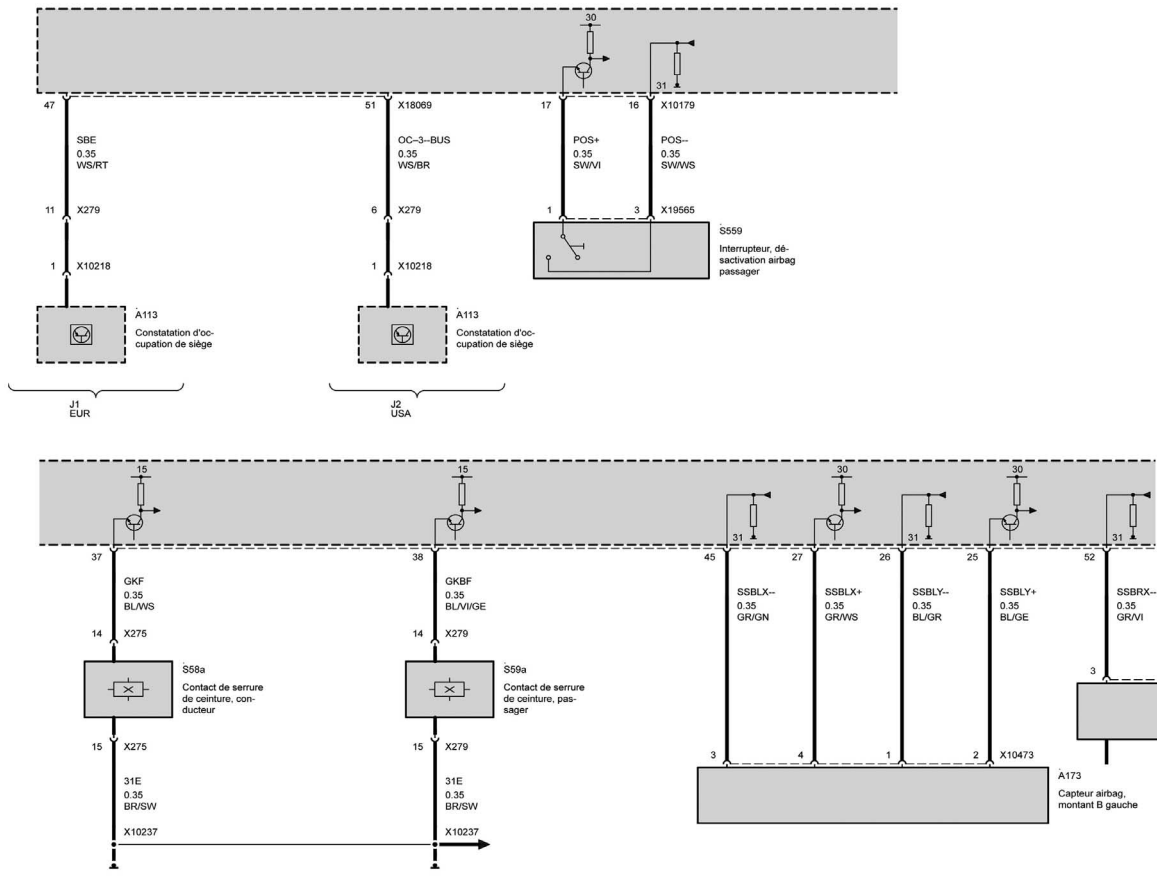 30
31
47
51
X18069
17
16
X10179
SBE
0.35
WS/RT
OC--3--BUS
0.35
WS/BR
POS+
0.35
SW/VI
POS--
0.35
SW/WS
11
X279
6
X279
1
3
X19565
S559
Interrupteur, dé-
sactivation airbag
passager
1
X10218
1
X10218
A113
Constatation d'oc-
cupation de siège
A113
Constatation d'oc-
cupation de siège
J1
EUR
J2
USA
15
15
30
30
31
31
31
37
38
45
27
26
25
52
GKF
0.35
BL/WS
GKBF
0.35
BL/VI/GE
SSBLX--
0.35
GR/GN
SSBLX+
0.35
GR/WS
SSBLY--
0.35
BL/GR
SSBLY+
0.35
BL/GE
SSBRX--
0.35
GR/VI
14
X275
14
X279
S58a
Contact de serrure
de ceinture, con-
ducteur
S59a
Contact de serrure
de ceinture, pas-
sager
3
15
X275
15
X279
3
4
1
2
X10473
A173
Capteur airbag,
montant B gauche
31E
0.35
BR/SW
31E
0.35
BR/SW
X10237
X10237